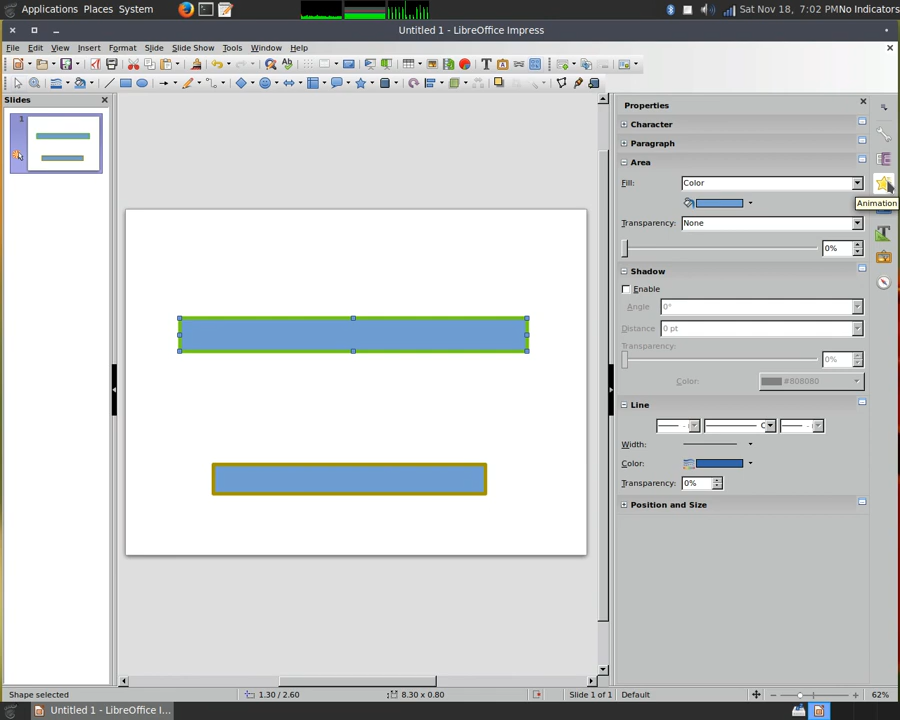 Applications Places System
Sat Nov 18, 7:02 PM No Indicators
Untitled 1 - LibreOffice Impress
File Edit View Insert Format Slide Slide Show Tools Window Help
Slides
1
Properties
Character
Paragraph
Area
Fill: Color
Animation
Transparency: None
0%
Shadow
Enable
Angle 0°
Distance 0 pt
Transparency:
0%
Color: #808080
Line
Width:
Color:
Transparency: 0%
Position and Size
Shape selected 1.30 / 2.60 8.30 x 0.80 Slide 1 of 1 Default 62%
Untitled 1 - LibreOffice I...